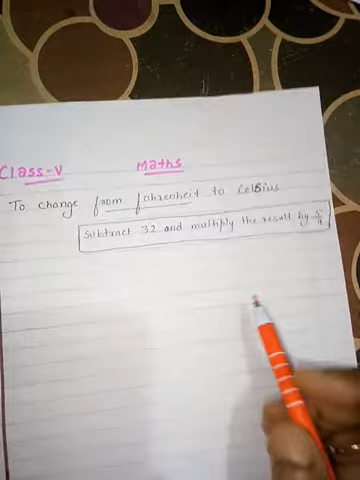 Class-V Maths
To change from fahrenheit to Celsius
Subtract 32 and multiply the result by 5/9